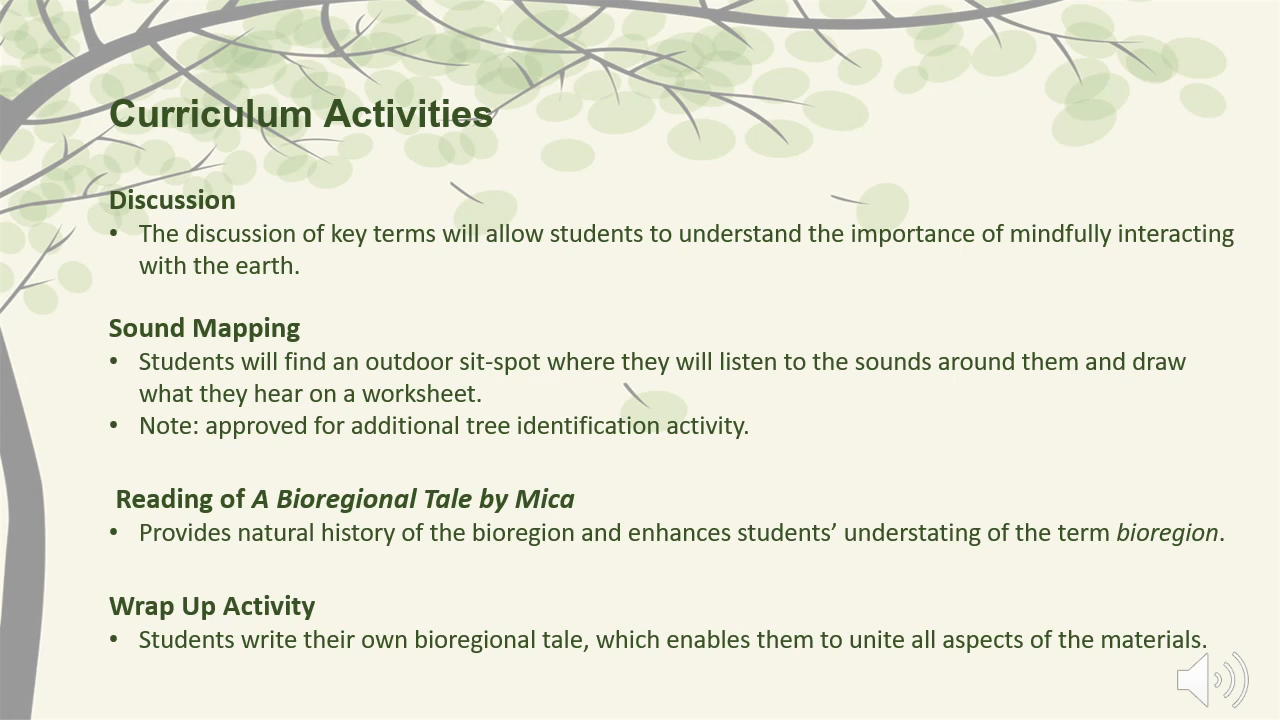 Curriculum Activities
Discussion
• The discussion of key terms will allow students to understand the importance of mindfully interacting
with the earth.
Sound Mapping
• Students will find an outdoor sit-spot where they will listen to the sounds around them and draw
what they hear on a worksheet.
• Note: approved for additional tree identification activity.
Reading of A Bioregional Tale by Mica
• Provides natural history of the bioregion and enhances students’ understating of the term bioregion.
Wrap Up Activity
• Students write their own bioregional tale, which enables them to unite all aspects of the materials.